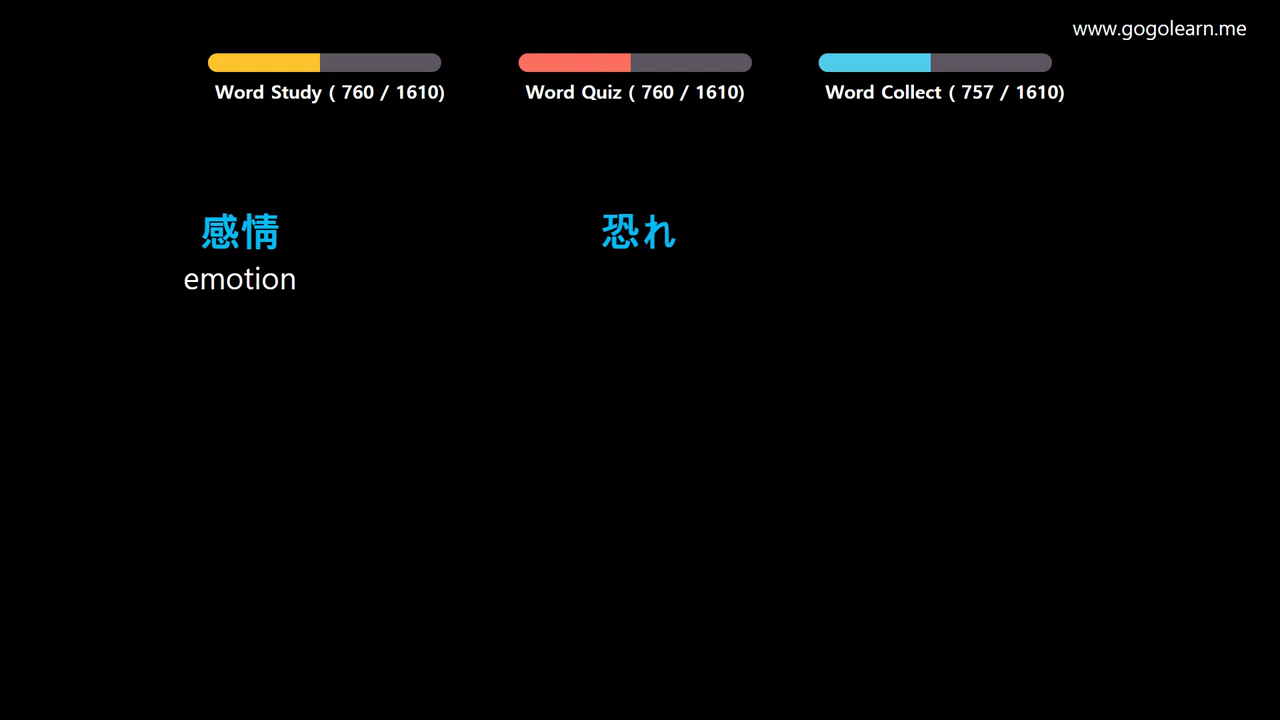 www.gogolearn.me
Word Study ( 760 / 1610)
Word Quiz ( 760 / 1610)
Word Collect ( 757 / 1610)
感情
emotion
恐れ